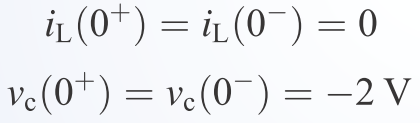 i_L(0⁺) = i_L(0⁻) = 0
v_c(0⁺) = v_c(0⁻) = −2 V